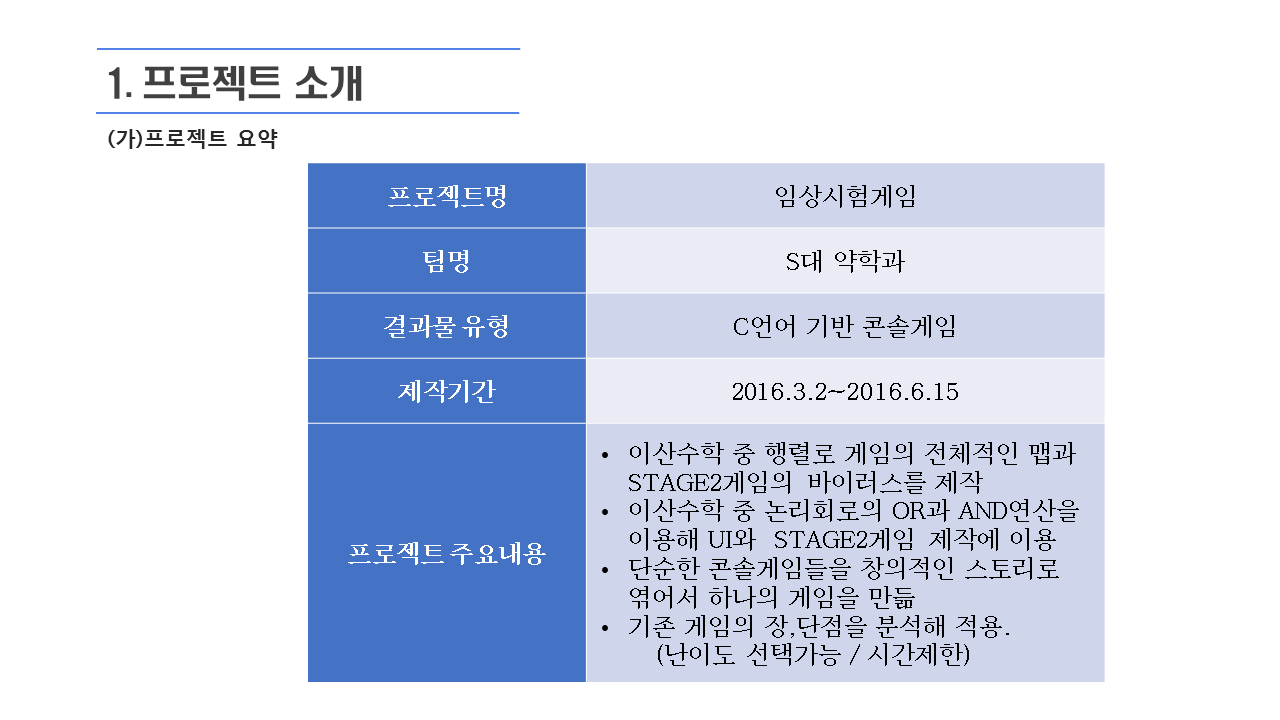 1. 프로젝트 소개
(가)프로젝트 요약
프로젝트명
임상시험게임
팀명
S대 약학과
결과물 유형
C언어 기반 콘솔게임
제작기간
2016.3.2~2016.6.15
프로젝트 주요내용
• 이산수학 중 행렬로 게임의 전체적인 맵과
STAGE2게임의 바이러스를 제작
• 이산수학 중 논리회로의 OR과 AND연산을
이용해 UI와 STAGE2게임 제작에 이용
• 단순한 콘솔게임들을 창의적인 스토리로
엮어서 하나의 게임을 만듦
• 기존 게임의 장,단점을 분석해 적용.
(난이도 선택가능 / 시간제한)